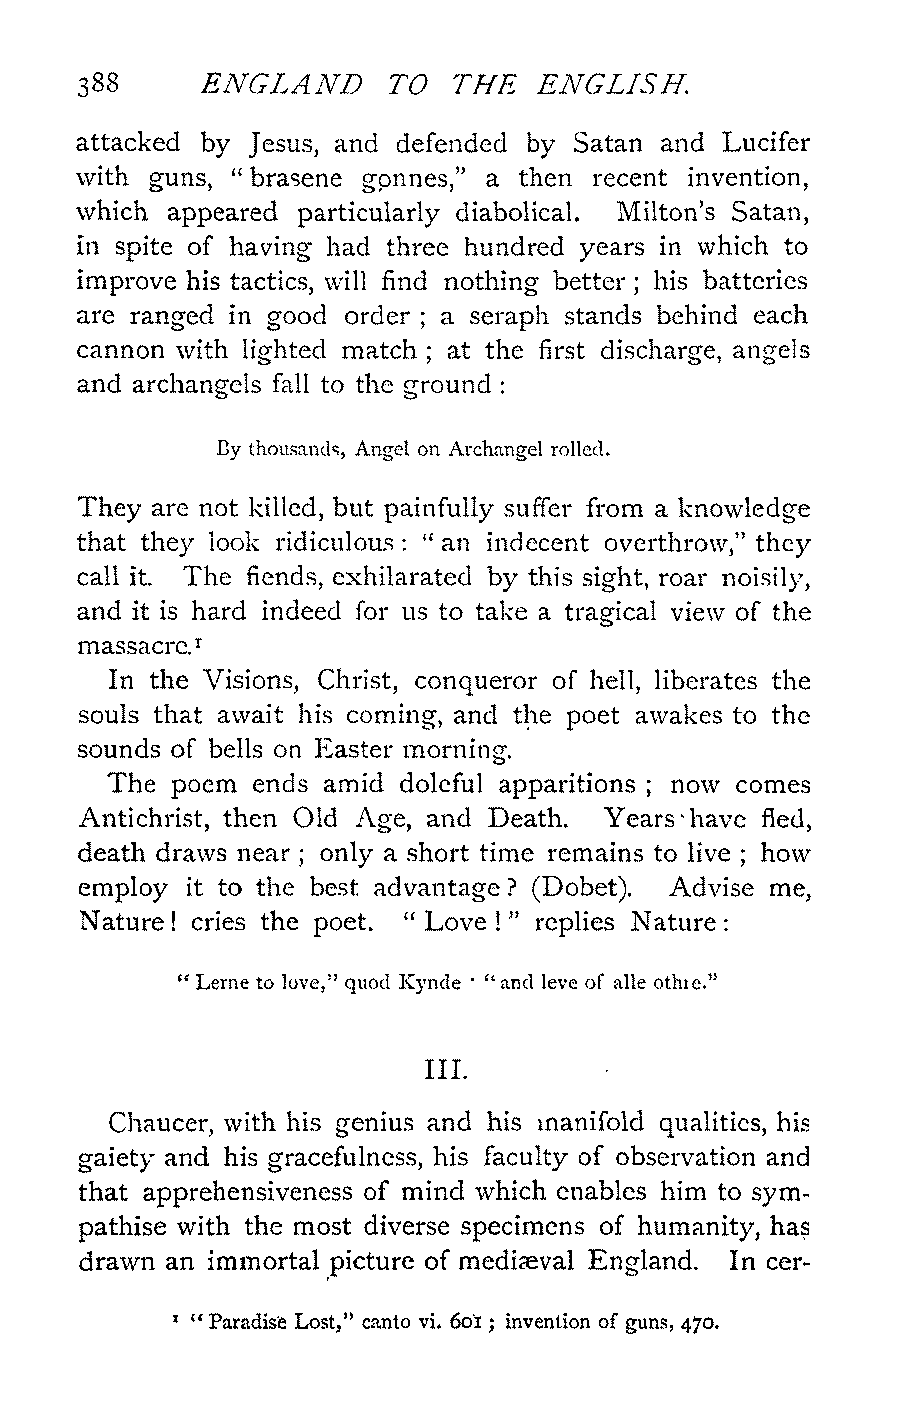 388 ENGLAND TO THE ENGLISH.
attacked by Jesus, and defended by Satan and Lucifer
with guns, “brasene gonnes,” a then recent invention,
which appeared particularly diabolical. Milton's Satan,
in spite of having had three hundred years in which to
improve his tactics, will find nothing better ; his batteries
are ranged in good order ; a seraph stands behind each
cannon with lighted match ; at the first discharge, angels
and archangels fall to the ground :
By thousands, Angel on Archangel rolled.
They are not killed, but painfully suffer from a knowledge
that they look ridiculous : “an indecent overthrow,” they
call it. The fiends, exhilarated by this sight, roar noisily,
and it is hard indeed for us to take a tragical view of the
massacre.¹
In the Visions, Christ, conqueror of hell, liberates the
souls that await his coming, and the poet awakes to the
sounds of bells on Easter morning.
The poem ends amid doleful apparitions ; now comes
Antichrist, then Old Age, and Death. Years have fled,
death draws near ; only a short time remains to live ; how
employ it to the best advantage ? (Dobet). Advise me,
Nature ! cries the poet. “Love !” replies Nature :
“Lerne to love,” quod Kynde · “and leve of alle othre.”
III.
Chaucer, with his genius and his manifold qualities, his
gaiety and his gracefulness, his faculty of observation and
that apprehensiveness of mind which enables him to sym-
pathise with the most diverse specimens of humanity, has
drawn an immortal picture of mediæval England. In cer-
¹ “Paradise Lost,” canto vi. 601 ; invention of guns, 470.